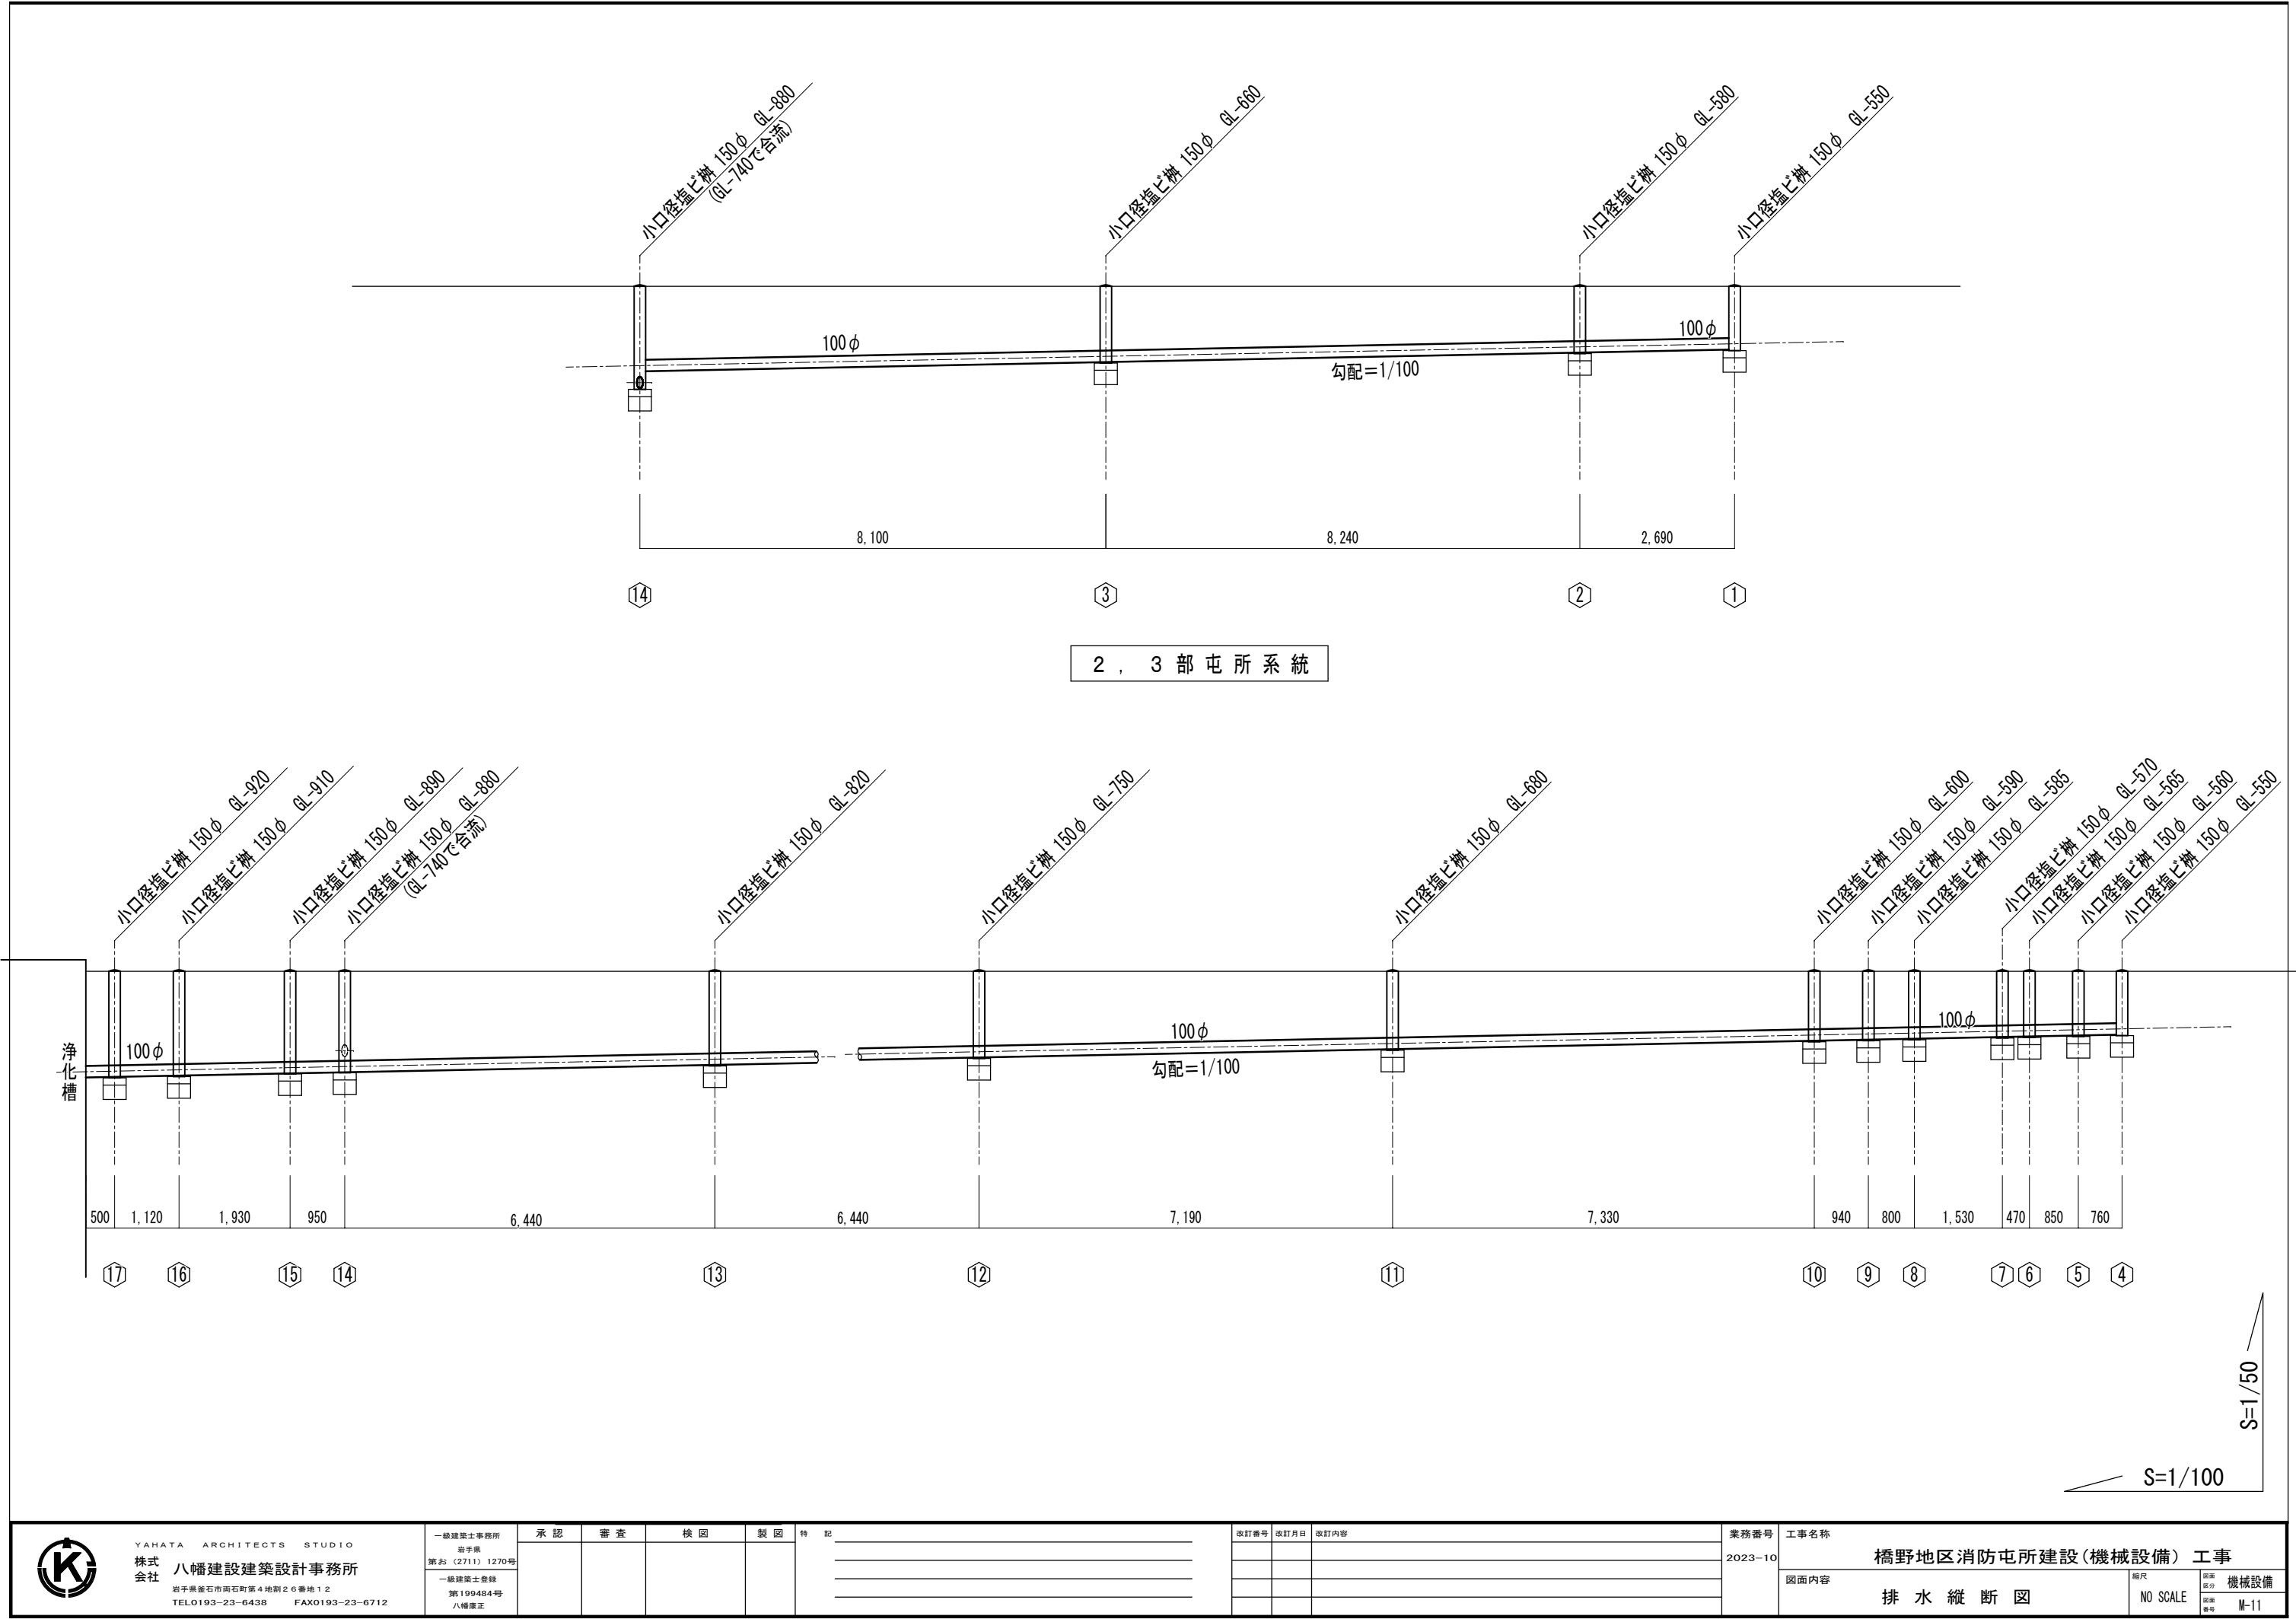 小口径塩ビ桝 150φ GL-880
(GL-740で合流)
小口径塩ビ桝 150φ GL-660
小口径塩ビ桝 150φ GL-580
小口径塩ビ桝 150φ GL-550
100φ
100φ
勾配=1/100
8,100
8,240
2,690
14
3
2
1
2，3部屯所系統
小口径塩ビ桝 150φ GL-920
小口径塩ビ桝 150φ GL-910
小口径塩ビ桝 150φ GL-890
小口径塩ビ桝 150φ GL-880
(GL-740で合流)
小口径塩ビ桝 150φ GL-820
小口径塩ビ桝 150φ GL-750
小口径塩ビ桝 150φ GL-680
小口径塩ビ桝 150φ GL-600
小口径塩ビ桝 150φ GL-590
小口径塩ビ桝 150φ GL-585
小口径塩ビ桝 150φ GL-570
小口径塩ビ桝 150φ GL-565
小口径塩ビ桝 150φ GL-560
小口径塩ビ桝 150φ GL-550
浄化槽
100φ
100φ
勾配=1/100
100φ
500
1,120
1,930
950
6,440
6,440
7,190
7,330
940
800
1,530
470
850
760
17
16
15
14
13
12
11
10
9
8
7
6
5
4
S=1/50
S=1/100
K
YAHATA ARCHITECTS STUDIO
株式会社 八幡建設建築設計事務所
岩手県釜石市両石町第4地割26番地12
TEL0193-23-6438 FAX0193-23-6712
一級建築士事務所
岩手県
第お（2711）1270号
一級建築士登録
第199484号
八幡康正
承認
審査
検図
製図
特記
改訂番号
改訂月日
改訂内容
業務番号
2023-10
工事名称
橋野地区消防屯所建設(機械設備) 工事
図面内容
排水縦断図
縮尺
NO SCALE
図面区分
機械設備
図面番号
M-11